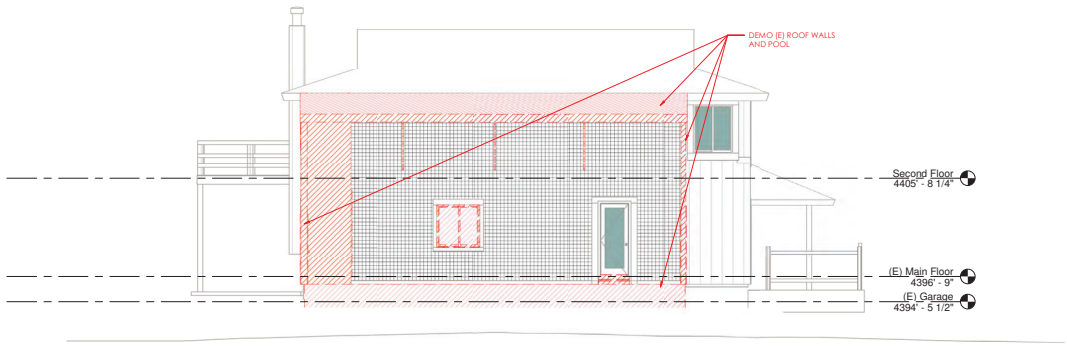 DEMO (E) ROOF WALLS
AND POOL
Second Floor
4405' - 8 1/4"
(E) Main Floor
4396' - 9"
(E) Garage
4394' - 5 1/2"